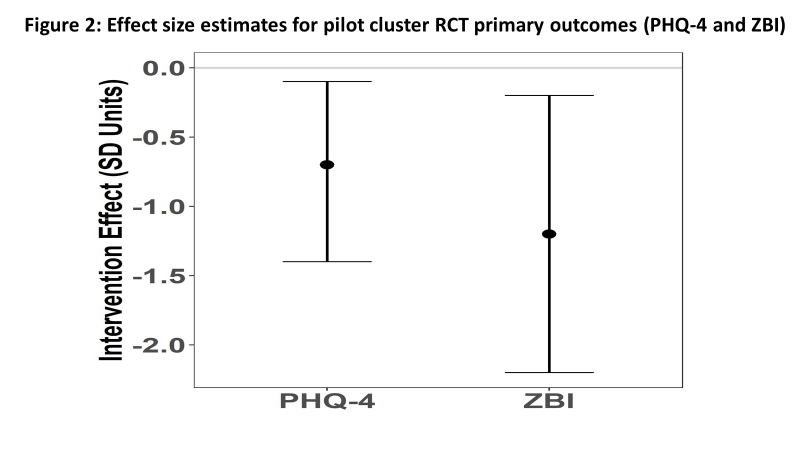 Figure 2: Effect size estimates for pilot cluster RCT primary outcomes (PHQ-4 and ZBI)
Intervention Effect (SD Units)
0.0
-0.5
-1.0
-1.5
-2.0
PHQ-4 ZBI